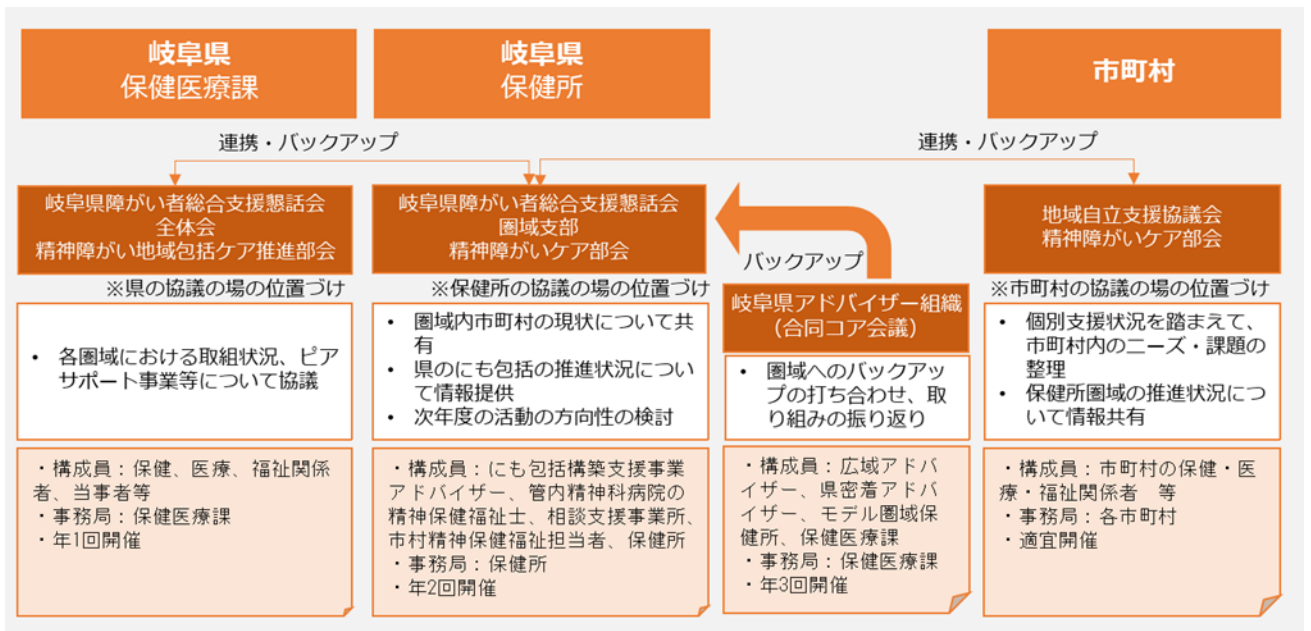 岐阜県
保健医療課
岐阜県
保健所
市町村
連携・バックアップ
連携・バックアップ
岐阜県障がい者総合支援懇話会
全体会
精神障がい地域包括ケア推進部会
※県の協議の場の位置づけ
• 各圏域における取組状況、ピア
サポート事業等について協議
・構成員：保健、医療、福祉関係
者、当事者等
・事務局：保健医療課
・年1回開催
岐阜県障がい者総合支援懇話会
圏域支部
精神障がいケア部会
※保健所の協議の場の位置づけ
• 圏域内市町村の現状について共
有
• 県のにも包括の推進状況につい
て情報提供
• 次年度の活動の方向性の検討
・構成員：にも包括構築支援事業
アドバイザー、管内精神科病院の
精神保健福祉士、相談支援事業所、
市村精神保健福祉担当者、保健所
・事務局：保健所
・年2回開催
バックアップ
岐阜県アドバイザー組織
(合同コア会議)
• 圏域へのバックアッ
プの打ち合わせ、取
り組みの振り返り
・構成員：広域アドバ
イザー、県密着アドバ
イザー、モデル圏域保
健所、保健医療課
・事務局：保健医療課
・年3回開催
地域自立支援協議会
精神障がいケア部会
※市町村の協議の場の位置づけ
• 個別支援状況を踏まえて、
市町村内のニーズ・課題の
整理
• 保健所圏域の推進状況につ
いて情報共有
・構成員：市町村の保健・医
療・福祉関係者　等
・事務局：各市町村
・適宜開催